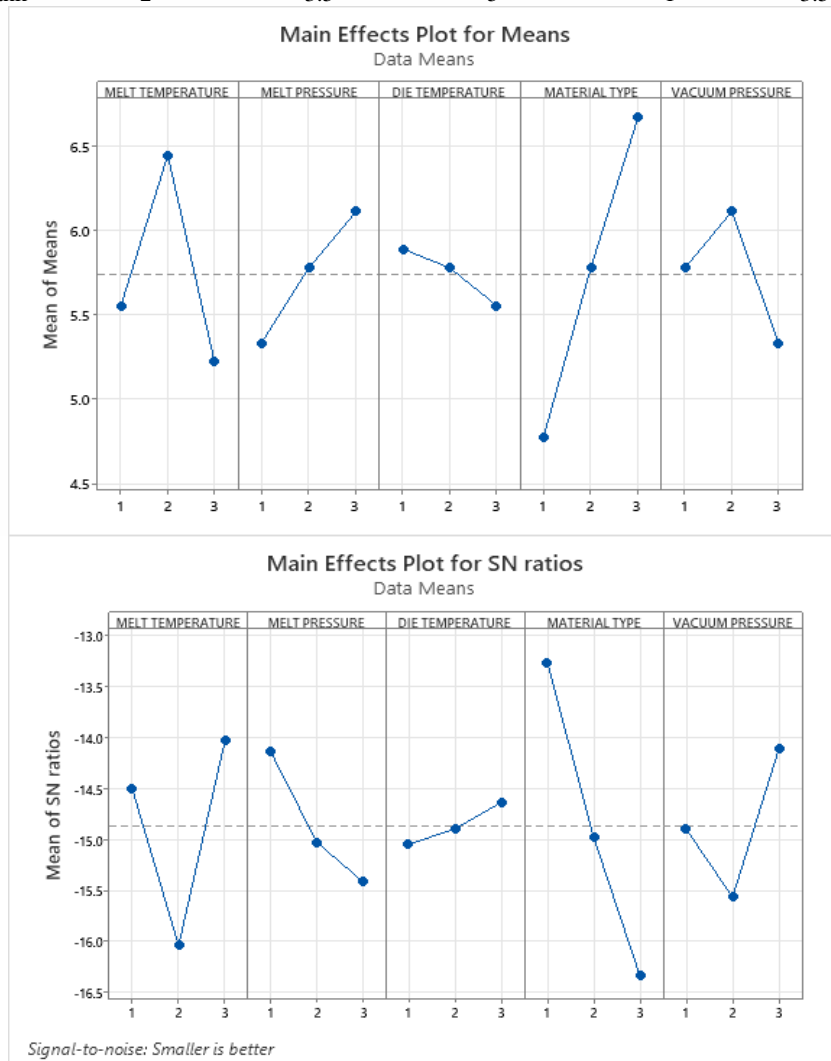 Main Effects Plot for Means
Data Means
MELT TEMPERATURE MELT PRESSURE DIE TEMPERATURE MATERIAL TYPE VACUUM PRESSURE
6.5
6.0
5.5
5.0
4.5
Mean of Means
1 2 3 1 2 3 1 2 3 1 2 3 1 2 3
Main Effects Plot for SN ratios
Data Means
MELT TEMPERATURE MELT PRESSURE DIE TEMPERATURE MATERIAL TYPE VACUUM PRESSURE
-13.0
-13.5
-14.0
-14.5
-15.0
-15.5
-16.0
-16.5
Mean of SN ratios
1 2 3 1 2 3 1 2 3 1 2 3 1 2 3
Signal-to-noise: Smaller is better